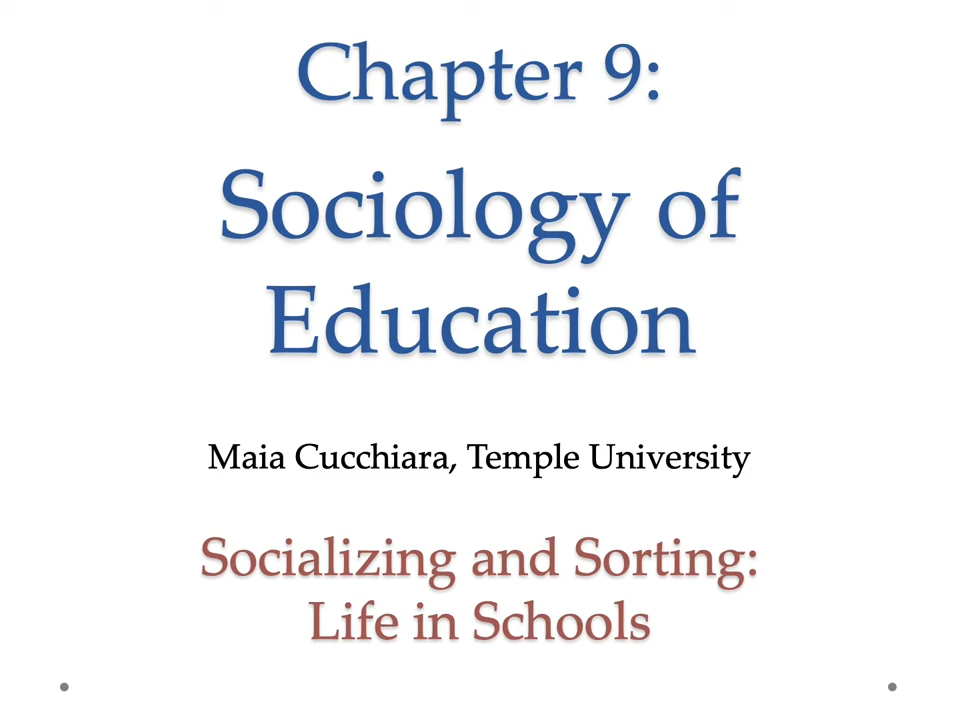 Chapter 9:
Sociology of
Education
Maia Cucchiara, Temple University
Socializing and Sorting:
Life in Schools